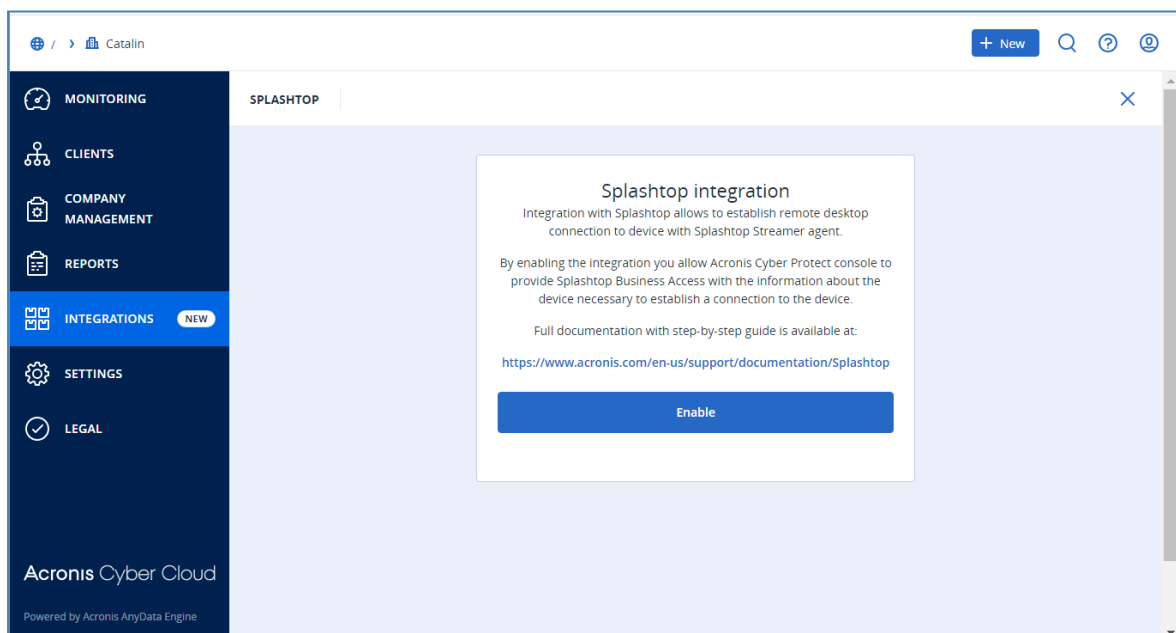 / > Catalin
+ New
MONITORING
SPLASHTOP
CLIENTS
COMPANY
MANAGEMENT
REPORTS
INTEGRATIONS NEW
SETTINGS
LEGAL
Splashtop integration
Integration with Splashtop allows to establish remote desktop
connection to device with Splashtop Streamer agent.
By enabling the integration you allow Acronis Cyber Protect console to
provide Splashtop Business Access with the information about the
device necessary to establish a connection to the device.
Full documentation with step-by-step guide is available at:
https://www.acronis.com/en-us/support/documentation/Splashtop
Enable
Acronis Cyber Cloud
Powered by Acronis AnyData Engine